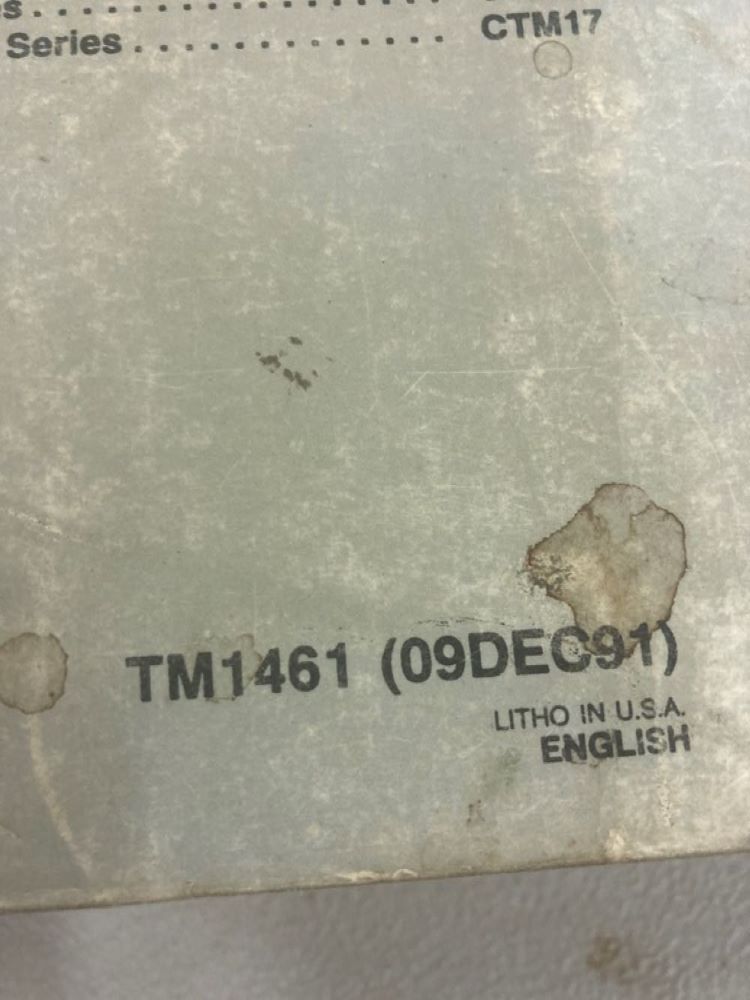 s..................
Series.............. CTM17
TM1461 (09DEC91)
LITHO IN U.S.A.
ENGLISH